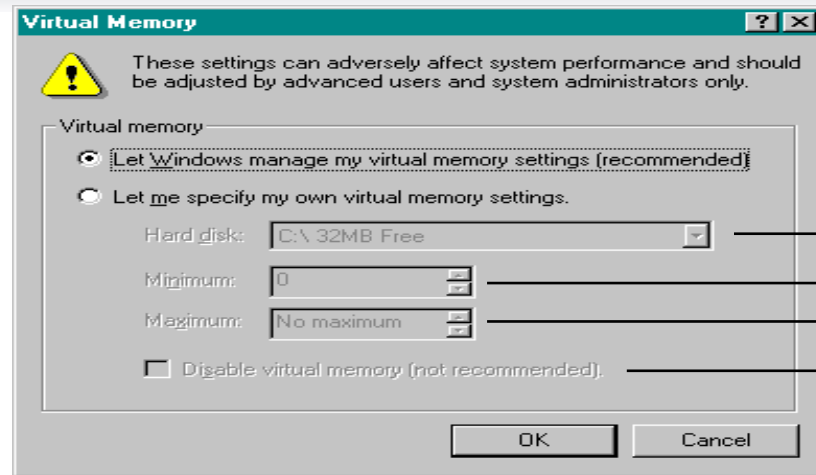 Virtual Memory
These settings can adversely affect system performance and should
be adjusted by advanced users and system administrators only.
Virtual memory
Let Windows manage my virtual memory settings (recommended)
Let me specify my own virtual memory settings.
Hard disk: C:\ 32MB Free
Minimum: 0
Maximum: No maximum
Disable virtual memory (not recommended).
OK Cancel